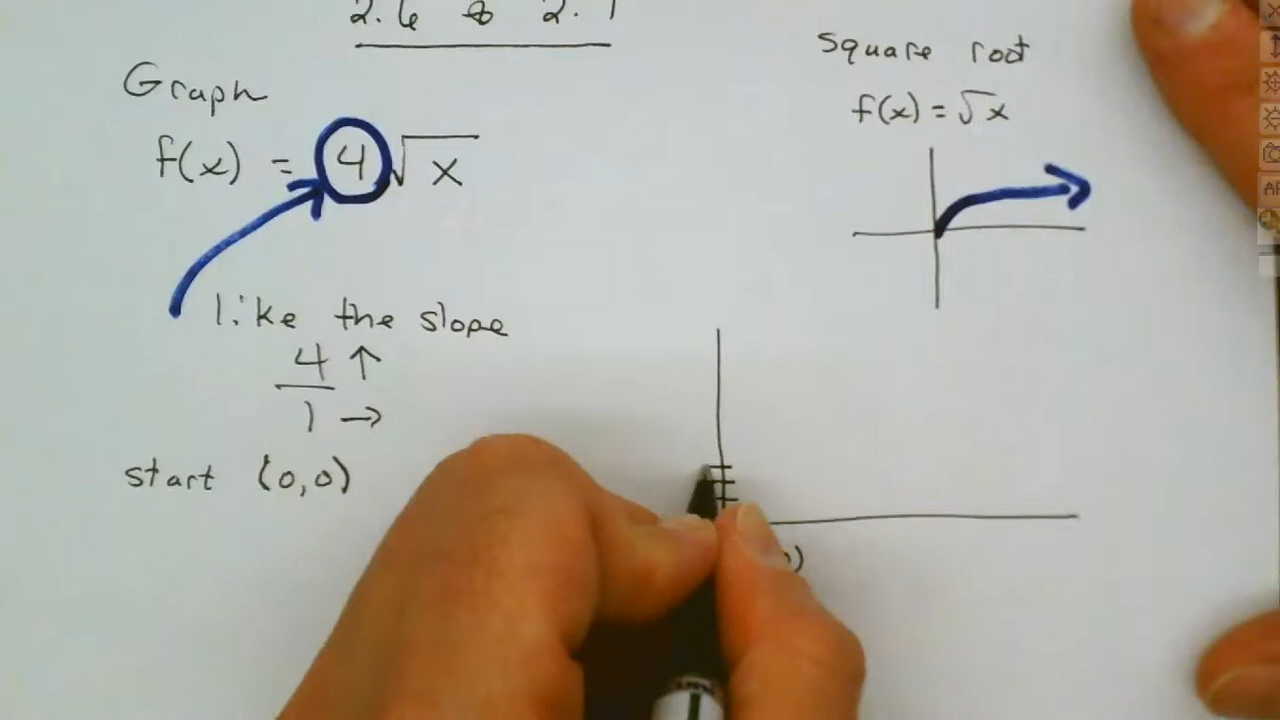 2.6 & 2.7
Graph
f(x) = 4√x
like the slope
4 ↑
1 →
start (0,0)
square root
f(x) = √x